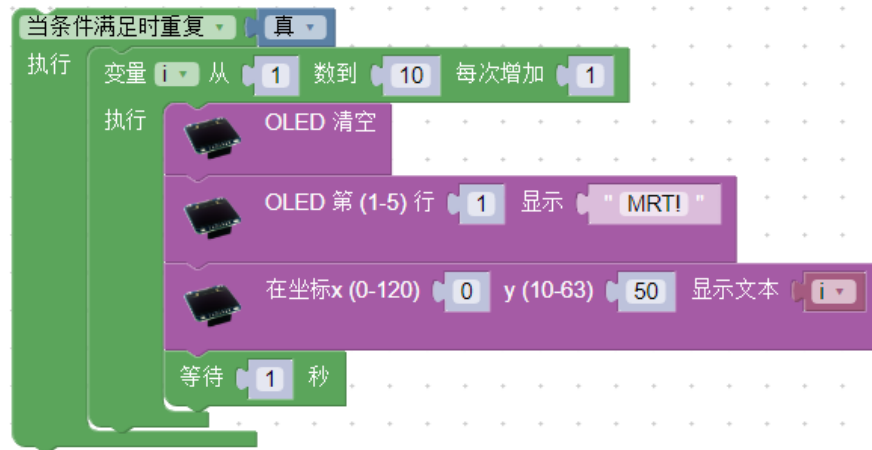 当条件满足时重复 真
执行 变量 i 从 1 数到 10 每次增加 1
执行 OLED 清空
OLED 第 (1-5) 行 1 显示 " MRT! "
在坐标x (0-120) 0 y (10-63) 50 显示文本 i
等待 1 秒